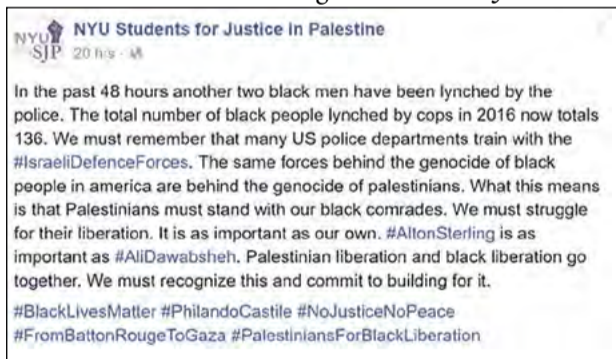 NYU Students for Justice in Palestine
NYU
SJP 20 hrs ·
In the past 48 hours another two black men have been lynched by the
police. The total number of black people lynched by cops in 2016 now totals
136. We must remember that many US police departments train with the
#IsraeliDefenceForces. The same forces behind the genocide of black
people in america are behind the genocide of palestinians. What this means
is that Palestinians must stand with our black comrades. We must struggle
for their liberation. It is as important as our own. #AltonSterling is as
important as #AliDawabsheh. Palestinian liberation and black liberation go
together. We must recognize this and commit to building for it.
#BlackLivesMatter #PhilandoCastile #NoJusticeNoPeace
#FromBattonRougeToGaza #PalestiniansForBlackLiberation